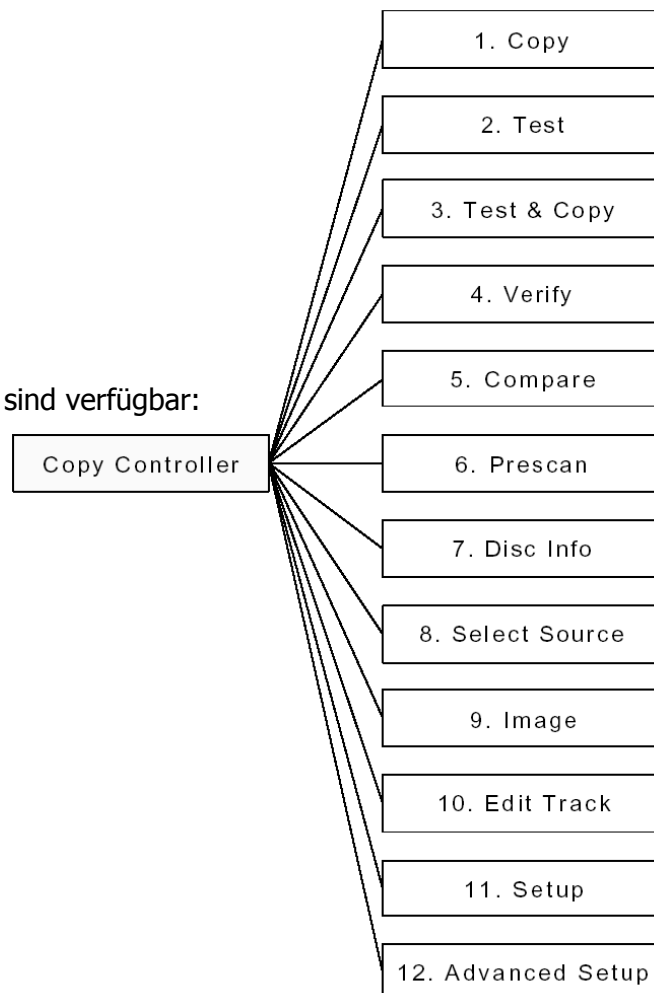 1. Copy
2. Test
3. Test & Copy
4. Verify
sind verfügbar:
5. Compare
Copy Controller
6. Prescan
7. Disc Info
8. Select Source
9. Image
10. Edit Track
11. Setup
12. Advanced Setup